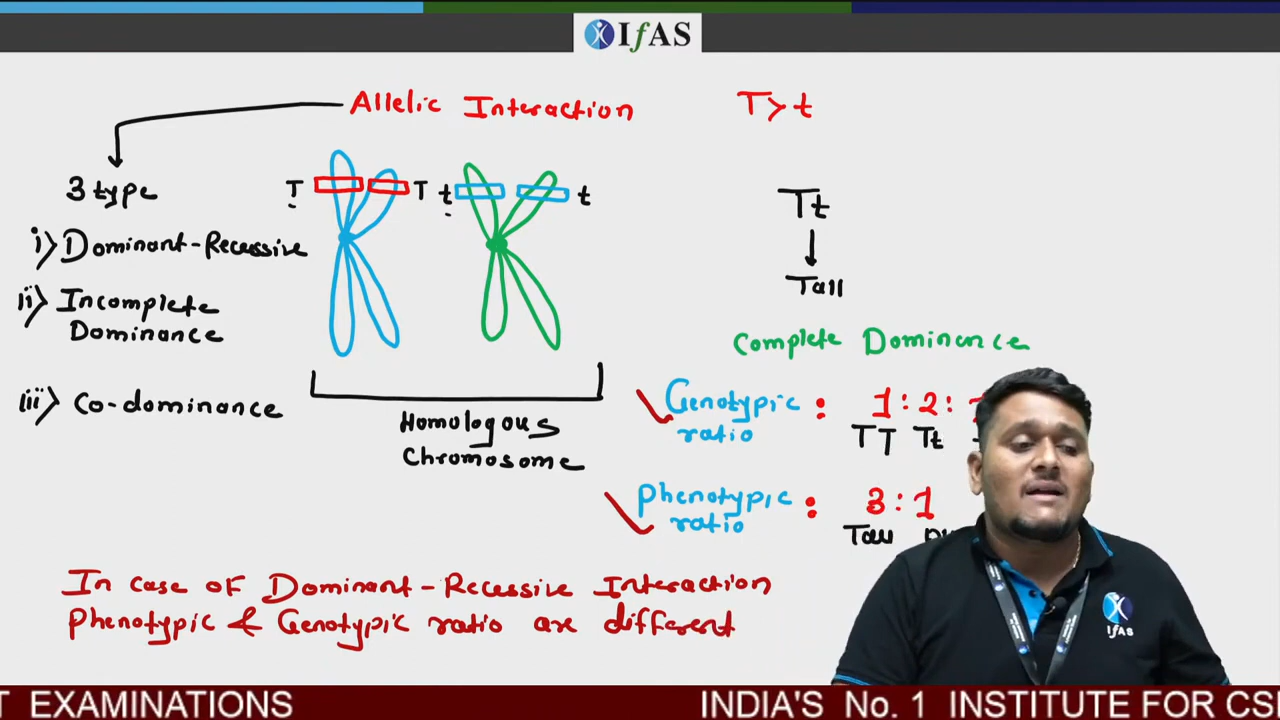 IfAS
Allelic Interaction
T>t
3 type
T T t t
Tt
i) Dominant-Recessive
Tall
ii) Incomplete
Dominance
Complete Dominance
iii) Co-dominance
Homologous
Chromosome
Genotypic : 1:2:
ratio TT Tt
Phenotypic : 3:1
ratio Tall
In case of Dominant-Recessive Interaction
Phenotypic & Genotypic ratio are different
IfAS
T EXAMINATIONS INDIA'S No. 1 INSTITUTE FOR CSI